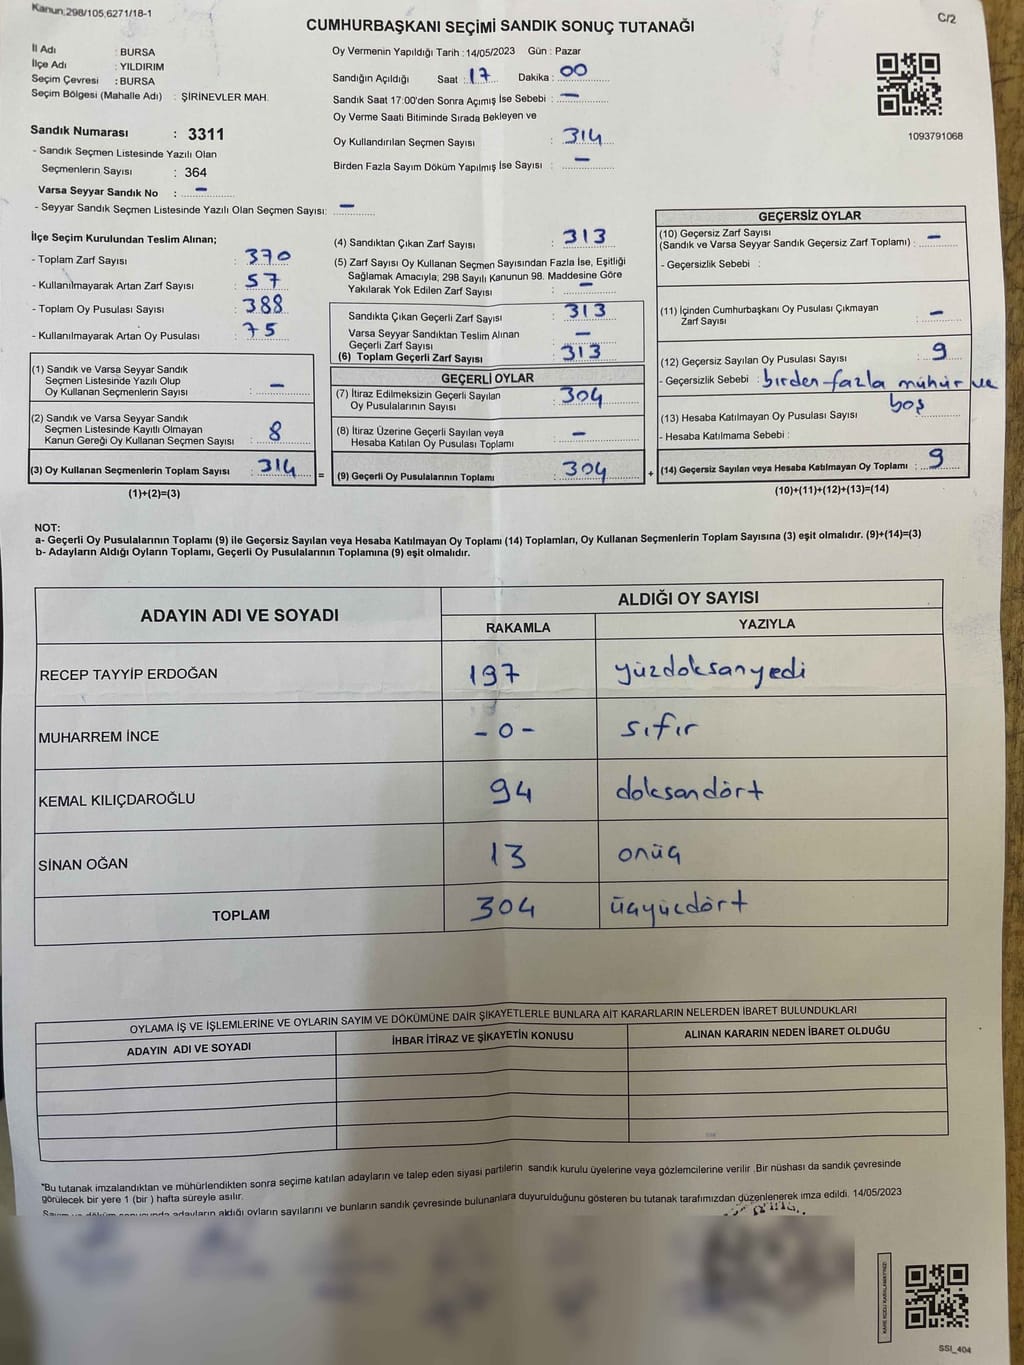 Kanun:298/105,6271/18-1
C/2
CUMHURBAŞKANI SEÇİMİ SANDIK SONUÇ TUTANAĞI
İl Adı : BURSA
İlçe Adı : YILDIRIM
Seçim Çevresi : BURSA
Seçim Bölgesi (Mahalle Adı) : ŞİRİNEVLER MAH.
Sandık Numarası : 3311
- Sandık Seçmen Listesinde Yazılı Olan
Seçmenlerin Sayısı : 364
Varsa Seyyar Sandık No : -
- Seyyar Sandık Seçmen Listesinde Yazılı Olan Seçmen Sayısı: -
Oy Vermenin Yapıldığı Tarih : 14/05/2023 Gün : Pazar
Sandığın Açıldığı Saat : 17 Dakika : 00
Sandık Saat 17:00'den Sonra Açımış İse Sebebi : -
Oy Verme Saati Bitiminde Sırada Bekleyen ve
Oy Kullandırılan Seçmen Sayısı : 314
Birden Fazla Sayım Döküm Yapılmış İse Sayısı : -
1093791068
İlçe Seçim Kurulundan Teslim Alınan;
- Toplam Zarf Sayısı : 370
- Kullanılmayarak Artan Zarf Sayısı : 57
- Toplam Oy Pusulası Sayısı : 388
- Kullanılmayarak Artan Oy Pusulası : 75
(1) Sandık ve Varsa Seyyar Sandık
Seçmen Listesinde Yazılı Olup
Oy Kullanan Seçmenlerin Sayısı : -
(2) Sandık ve Varsa Seyyar Sandık
Seçmen Listesinde Kayıtlı Olmayan
Kanun Gereği Oy Kullanan Seçmen Sayısı : 8
(3) Oy Kullanan Seçmenlerin Toplam Sayısı : 314
(1)+(2)=(3)
(4) Sandıktan Çıkan Zarf Sayısı : 313
(5) Zarf Sayısı Oy Kullanan Seçmen Sayısından Fazla İse, Eşitliği
Sağlamak Amacıyla, 298 Sayılı Kanunun 98. Maddesine Göre
Yakılarak Yok Edilen Zarf Sayısı : -
Sandıkta Çıkan Geçerli Zarf Sayısı : 313
Varsa Seyyar Sandıktan Teslim Alınan
Geçerli Zarf Sayısı : -
(6) Toplam Geçerli Zarf Sayısı : 313
GEÇERLİ OYLAR
(7) İtiraz Edilmeksizin Geçerli Sayılan
Oy Pusulalarının Sayısı : 304
(8) İtiraz Üzerine Geçerli Sayılan veya
Hesaba Katılan Oy Pusulası Toplamı : -
= (9) Geçerli Oy Pusulalarının Toplamı : 304 +
GEÇERSİZ OYLAR
(10) Geçersiz Zarf Sayısı
(Sandık ve Varsa Seyyar Sandık Geçersiz Zarf Toplamı) : -
- Geçersizlik Sebebi :
(11) İçinden Cumhurbaşkanı Oy Pusulası Çıkmayan
Zarf Sayısı : -
(12) Geçersiz Sayılan Oy Pusulası Sayısı : 9
- Geçersizlik Sebebi : birden fazla mühür ve
boş
(13) Hesaba Katılmayan Oy Pusulası Sayısı :
- Hesaba Katılmama Sebebi :
(14) Geçersiz Sayılan veya Hesaba Katılmayan Oy Toplamı : 9
(10)+(11)+(12)+(13)=(14)
NOT:
a- Geçerli Oy Pusulalarının Toplamı (9) ile Geçersiz Sayılan veya Hesaba Katılmayan Oy Toplamı (14) Toplamları, Oy Kullanan Seçmenlerin Toplam Sayısına (3) eşit olmalıdır. (9)+(14)=(3)
b- Adayların Aldığı Oyların Toplamı, Geçerli Oy Pusulalarının Toplamına (9) eşit olmalıdır.
ADAYIN ADI VE SOYADI
ALDIĞI OY SAYISI
RAKAMLA YAZIYLA
RECEP TAYYİP ERDOĞAN 197 yüzdoksanyedi
MUHARREM İNCE -0- sıfır
KEMAL KILIÇDAROĞLU 94 doksandört
SİNAN OĞAN 13 onüç
TOPLAM 304 üçyüzdört
OYLAMA İŞ VE İŞLEMLERİNE VE OYLARIN SAYIM VE DÖKÜMÜNE DAİR ŞİKAYETLERLE BUNLARA AİT KARARLARIN NELERDEN İBARET BULUNDUKLARI
ADAYIN ADI VE SOYADI İHBAR İTİRAZ VE ŞİKAYETİN KONUSU ALINAN KARARIN NEDEN İBARET OLDUĞU
*Bu tutanak imzalandıktan ve mühürlendikten sonra seçime katılan adayların ve talep eden siyasi partilerin sandık kurulu üyelerine veya gözlemcilerine verilir .Bir nüshası da sandık çevresinde
görülecek bir yere 1 (bir ) hafta süreyle asılır.
adayların aldığı oyların sayılarını ve bunların sandık çevresinde bulunanlara duyurulduğunu gösteren bu tutanak tarafımızdan düzenlenerek imza edildi. 14/05/2023
SSI_404